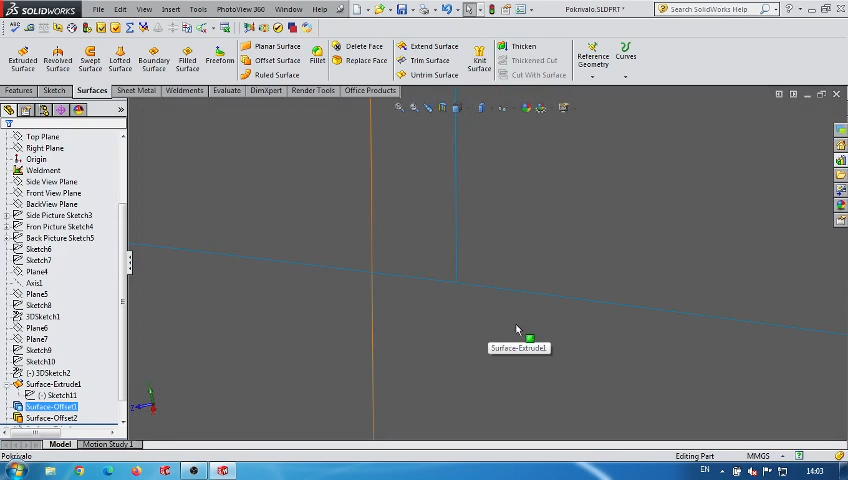 SOLIDWORKS File Edit View Insert Tools PhotoView 360 Window Help Pokrivalo.SLDPRT * Search SolidWorks Help
Extruded Surface Revolved Surface Swept Surface Lofted Surface Boundary Surface Filled Surface Freeform Planar Surface Offset Surface Ruled Surface Fillet Delete Face Replace Face Extend Surface Trim Surface Untrim Surface Knit Surface Thicken Thickened Cut Cut With Surface Reference Geometry Curves
Features Sketch Surfaces Sheet Metal Weldments Evaluate DimXpert Render Tools Office Products
Top Plane
Right Plane
Origin
Weldment
Side View Plane
Front View Plane
BackView Plane
Side Picture Sketch3
Fron Picture Sketch4
Back Picture Sketch5
Sketch6
Sketch7
Plane4
Axis1
Plane5
Sketch8
3DSketch1
Plane6
Plane7
Sketch9
Sketch10
(-) 3DSketch2
Surface-Extrude1
(-) Sketch11
Surface-Offset1
Surface-Offset2
Surface-Extrude1
Z
Model Motion Study 1
Pokrivalo Editing Part MMGS
EN 14:03